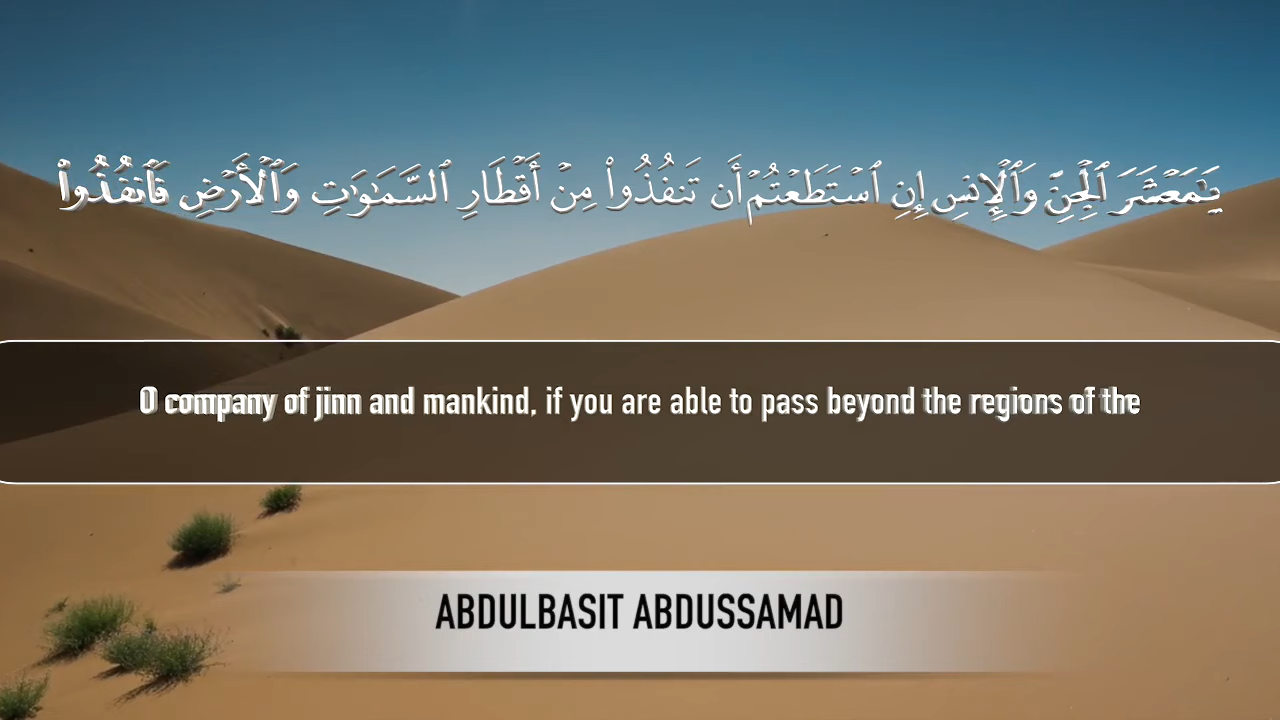 يَٰمَعْشَرَ ٱلْجِنِّ وَٱلْإِنسِ إِنِ ٱسْتَطَعْتُمْ أَن تَنفُذُوا۟ مِنْ أَقْطَارِ ٱلسَّمَٰوَٰتِ وَٱلْأَرْضِ فَٱنفُذُوا۟
O company of jinn and mankind, if you are able to pass beyond the regions of the
ABDULBASIT ABDUSSAMAD